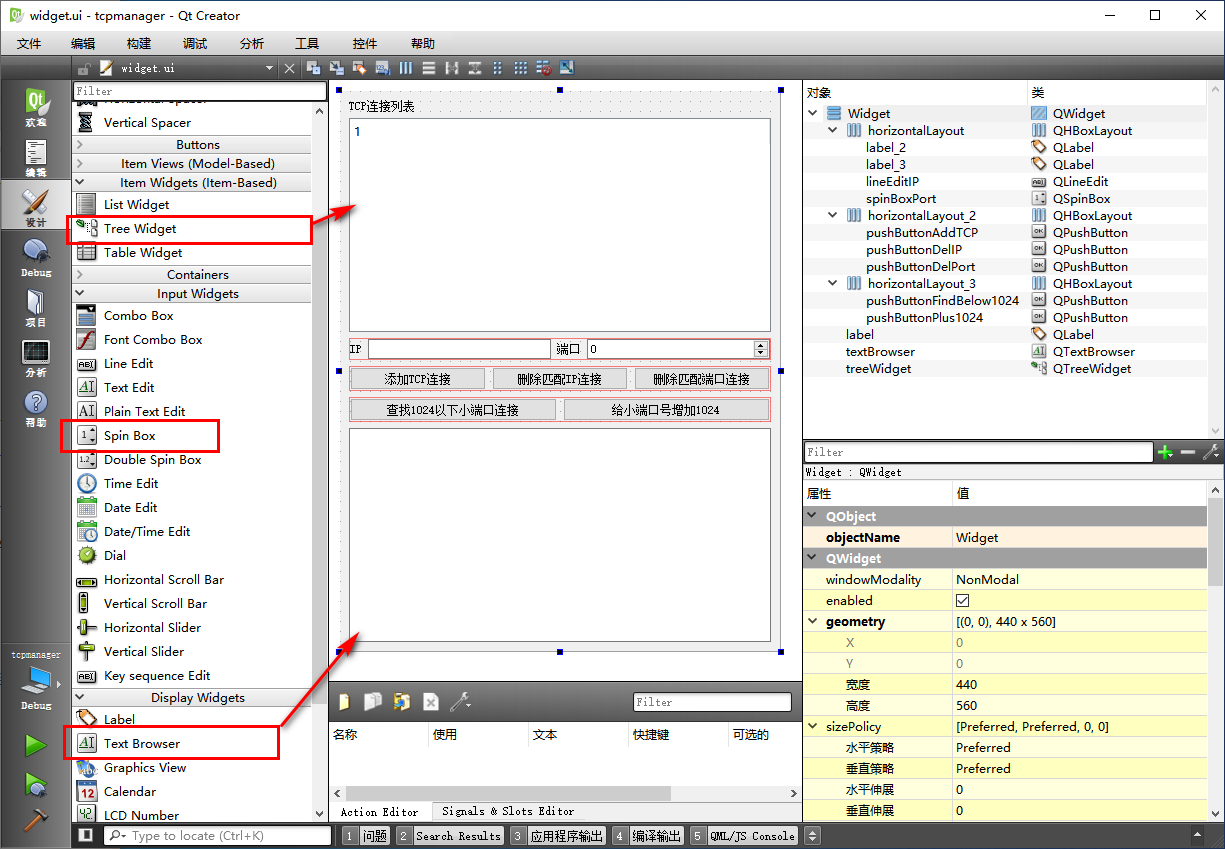 widget.ui - tcpmanager - Qt Creator
文件 编辑 构建 调试 分析 工具 控件 帮助
widget.ui
欢迎
编辑
设计
Debug
项目
分析
帮助
tcpmanager
Debug
Filter
Horizontal Spacer
Vertical Spacer
Buttons
Item Views (Model-Based)
Item Widgets (Item-Based)
List Widget
Tree Widget
Table Widget
Containers
Input Widgets
Combo Box
Font Combo Box
Line Edit
Text Edit
Plain Text Edit
Spin Box
Double Spin Box
Time Edit
Date Edit
Date/Time Edit
Dial
Horizontal Scroll Bar
Vertical Scroll Bar
Horizontal Slider
Vertical Slider
Key sequence Edit
Display Widgets
Label
Text Browser
Graphics View
Calendar
LCD Number
TCP连接列表
1
IP 端口 0
添加TCP连接 删除匹配IP连接 删除匹配端口连接
查找1024以下小端口连接 给小端口号增加1024
Filter
名称 使用 文本 快捷键 可选的
Action Editor Signals & Slots Editor
对象 类
Widget QWidget
horizontalLayout QHBoxLayout
label_2 QLabel
label_3 QLabel
lineEditIP QLineEdit
spinBoxPort QSpinBox
horizontalLayout_2 QHBoxLayout
pushButtonAddTCP QPushButton
pushButtonDelIP QPushButton
pushButtonDelPort QPushButton
horizontalLayout_3 QHBoxLayout
pushButtonFindBelow1024 QPushButton
pushButtonPlus1024 QPushButton
label QLabel
textBrowser QTextBrowser
treeWidget QTreeWidget
Filter
Widget : QWidget
属性 值
QObject
objectName Widget
QWidget
windowModality NonModal
enabled
geometry [(0, 0), 440 x 560]
X 0
Y 0
宽度 440
高度 560
sizePolicy [Preferred, Preferred, 0, 0]
水平策略 Preferred
垂直策略 Preferred
水平伸展 0
垂直伸展 0
Type to locate (Ctrl+K) 1 问题 2 Search Results 3 应用程序输出 4 编译输出 5 QML/JS Console